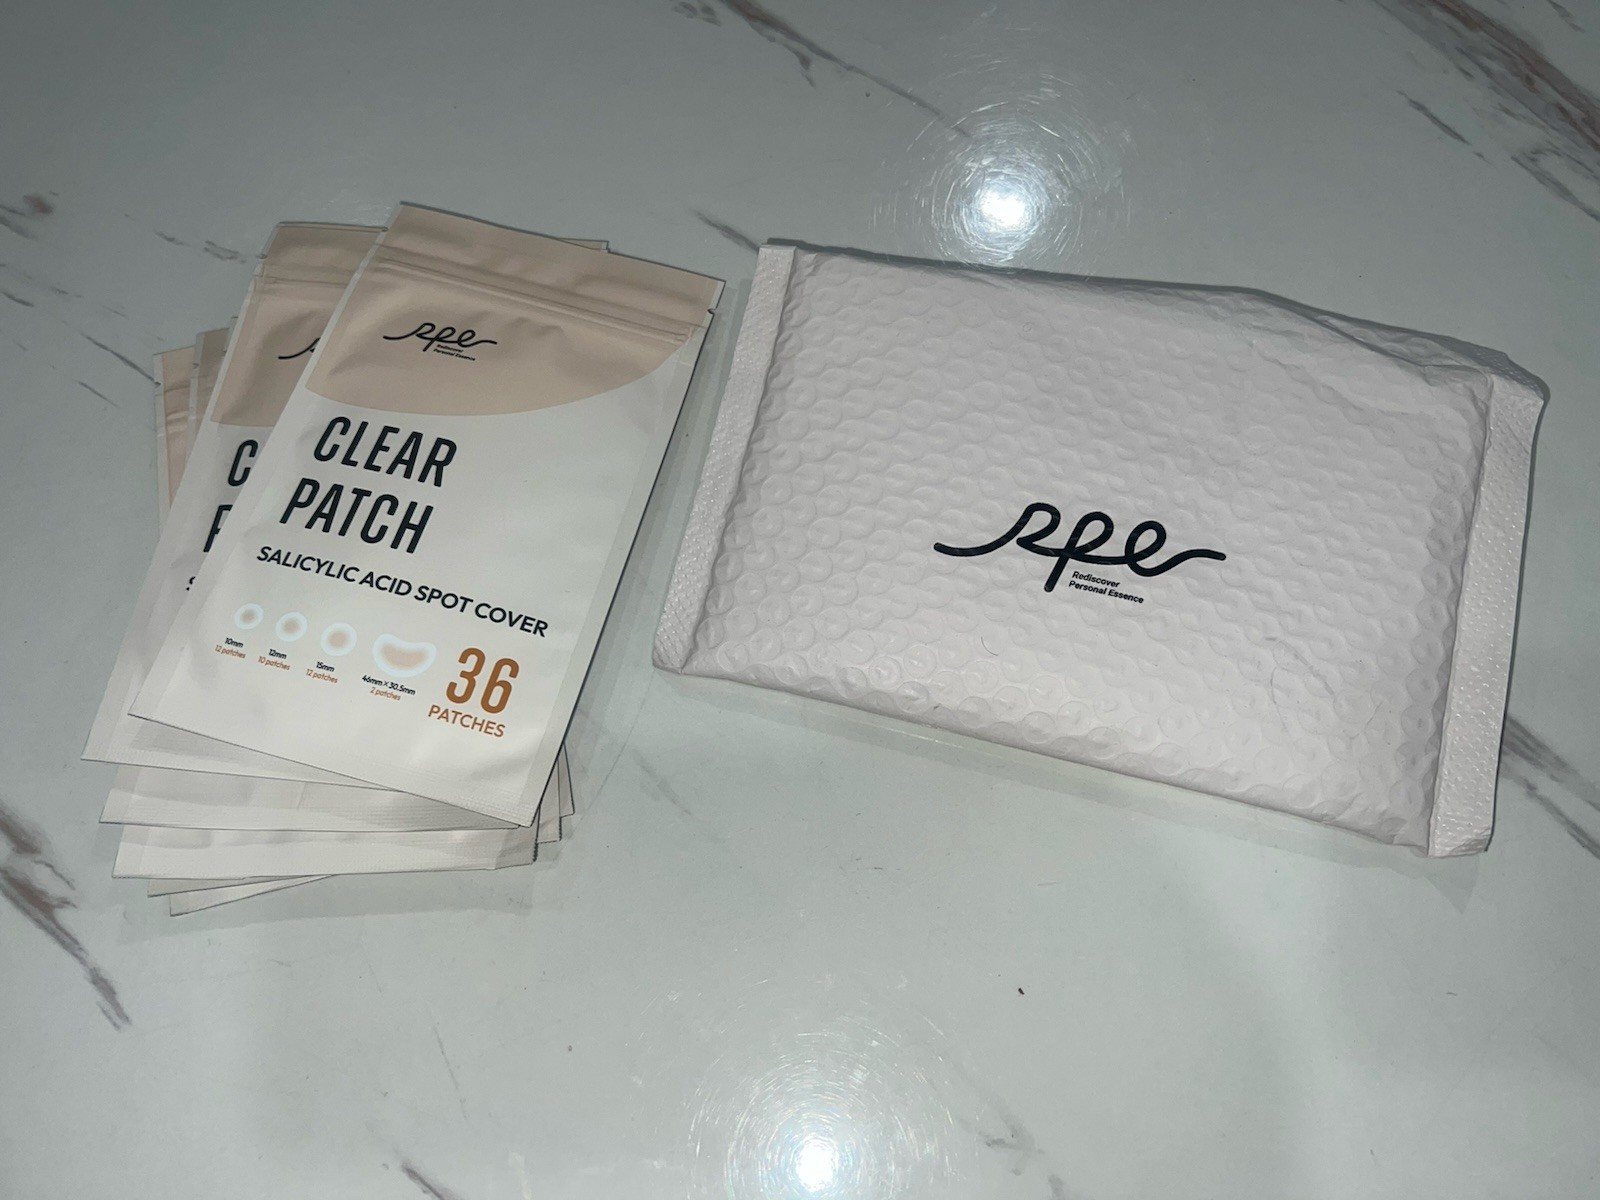 rpe
Rediscover
Personal Essence
CLEAR
PATCH
SALICYLIC ACID SPOT COVER
10mm
12 patches
12mm
10 patches
15mm
12 patches
46mm×30.5mm
2 patches
36
PATCHES
C
P
S
rpe
Rediscover
Personal Essence